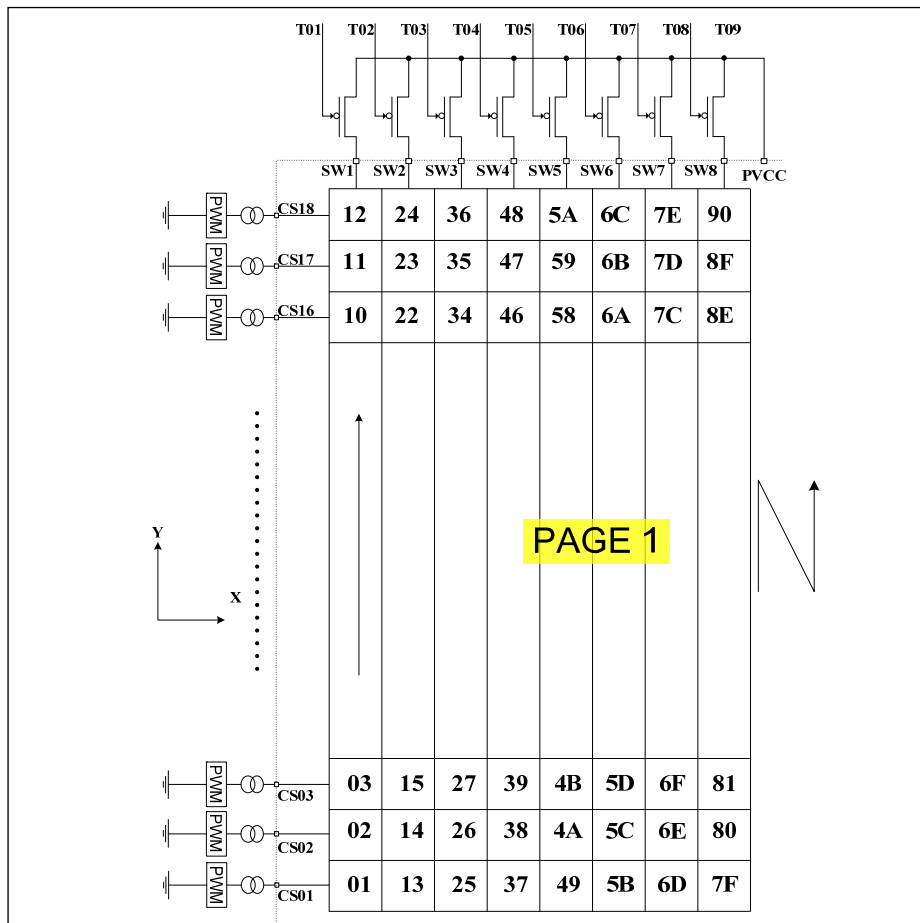 T01 T02 T03 T04 T05 T06 T07 T08 T09
SW1 SW2 SW3 SW4 SW5 SW6 SW7 SW8 PVCC
PWM CS18 12 24 36 48 5A 6C 7E 90
PWM CS17 11 23 35 47 59 6B 7D 8F
PWM CS16 10 22 34 46 58 6A 7C 8E
PAGE 1
Y
X
PWM CS03 03 15 27 39 4B 5D 6F 81
PWM CS02 02 14 26 38 4A 5C 6E 80
PWM CS01 01 13 25 37 49 5B 6D 7F